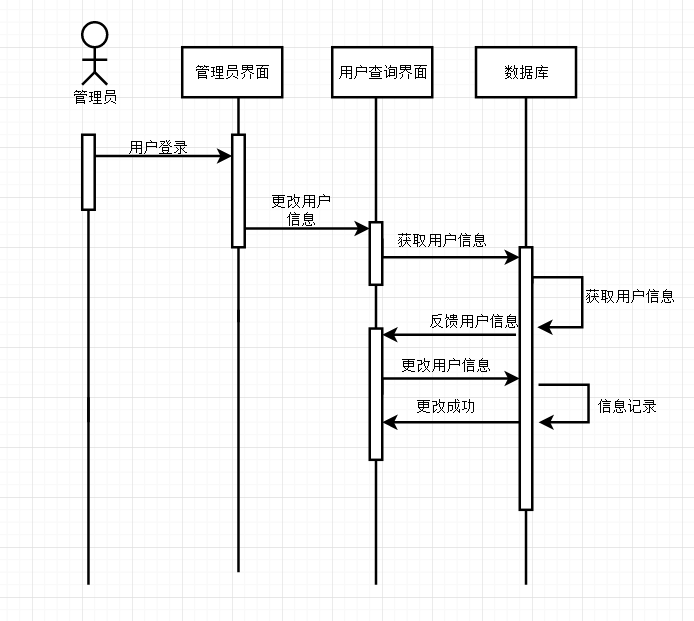 管理员界面
用户查询界面
数据库
管理员
用户登录
更改用户
信息
获取用户信息
获取用户信息
反馈用户信息
更改用户信息
更改成功
信息记录